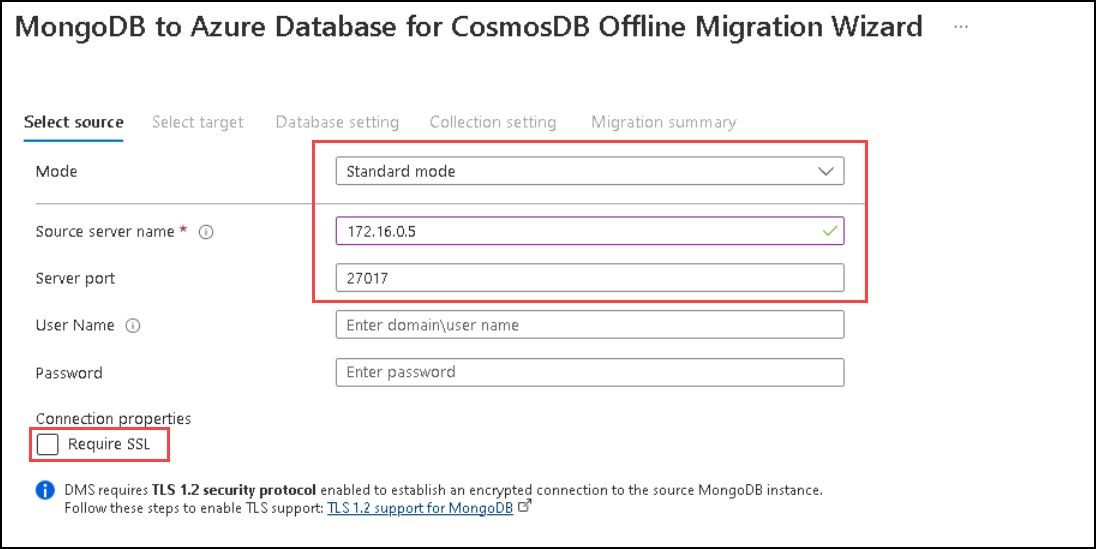 MongoDB to Azure Database for CosmosDB Offline Migration Wizard ...
Select source Select target Database setting Collection setting Migration summary
Mode Standard mode
Source server name * 172.16.0.5
Server port 27017
User Name Enter domain\user name
Password Enter password
Connection properties
Require SSL
DMS requires TLS 1.2 security protocol enabled to establish an encrypted connection to the source MongoDB instance.
Follow these steps to enable TLS support: TLS 1.2 support for MongoDB